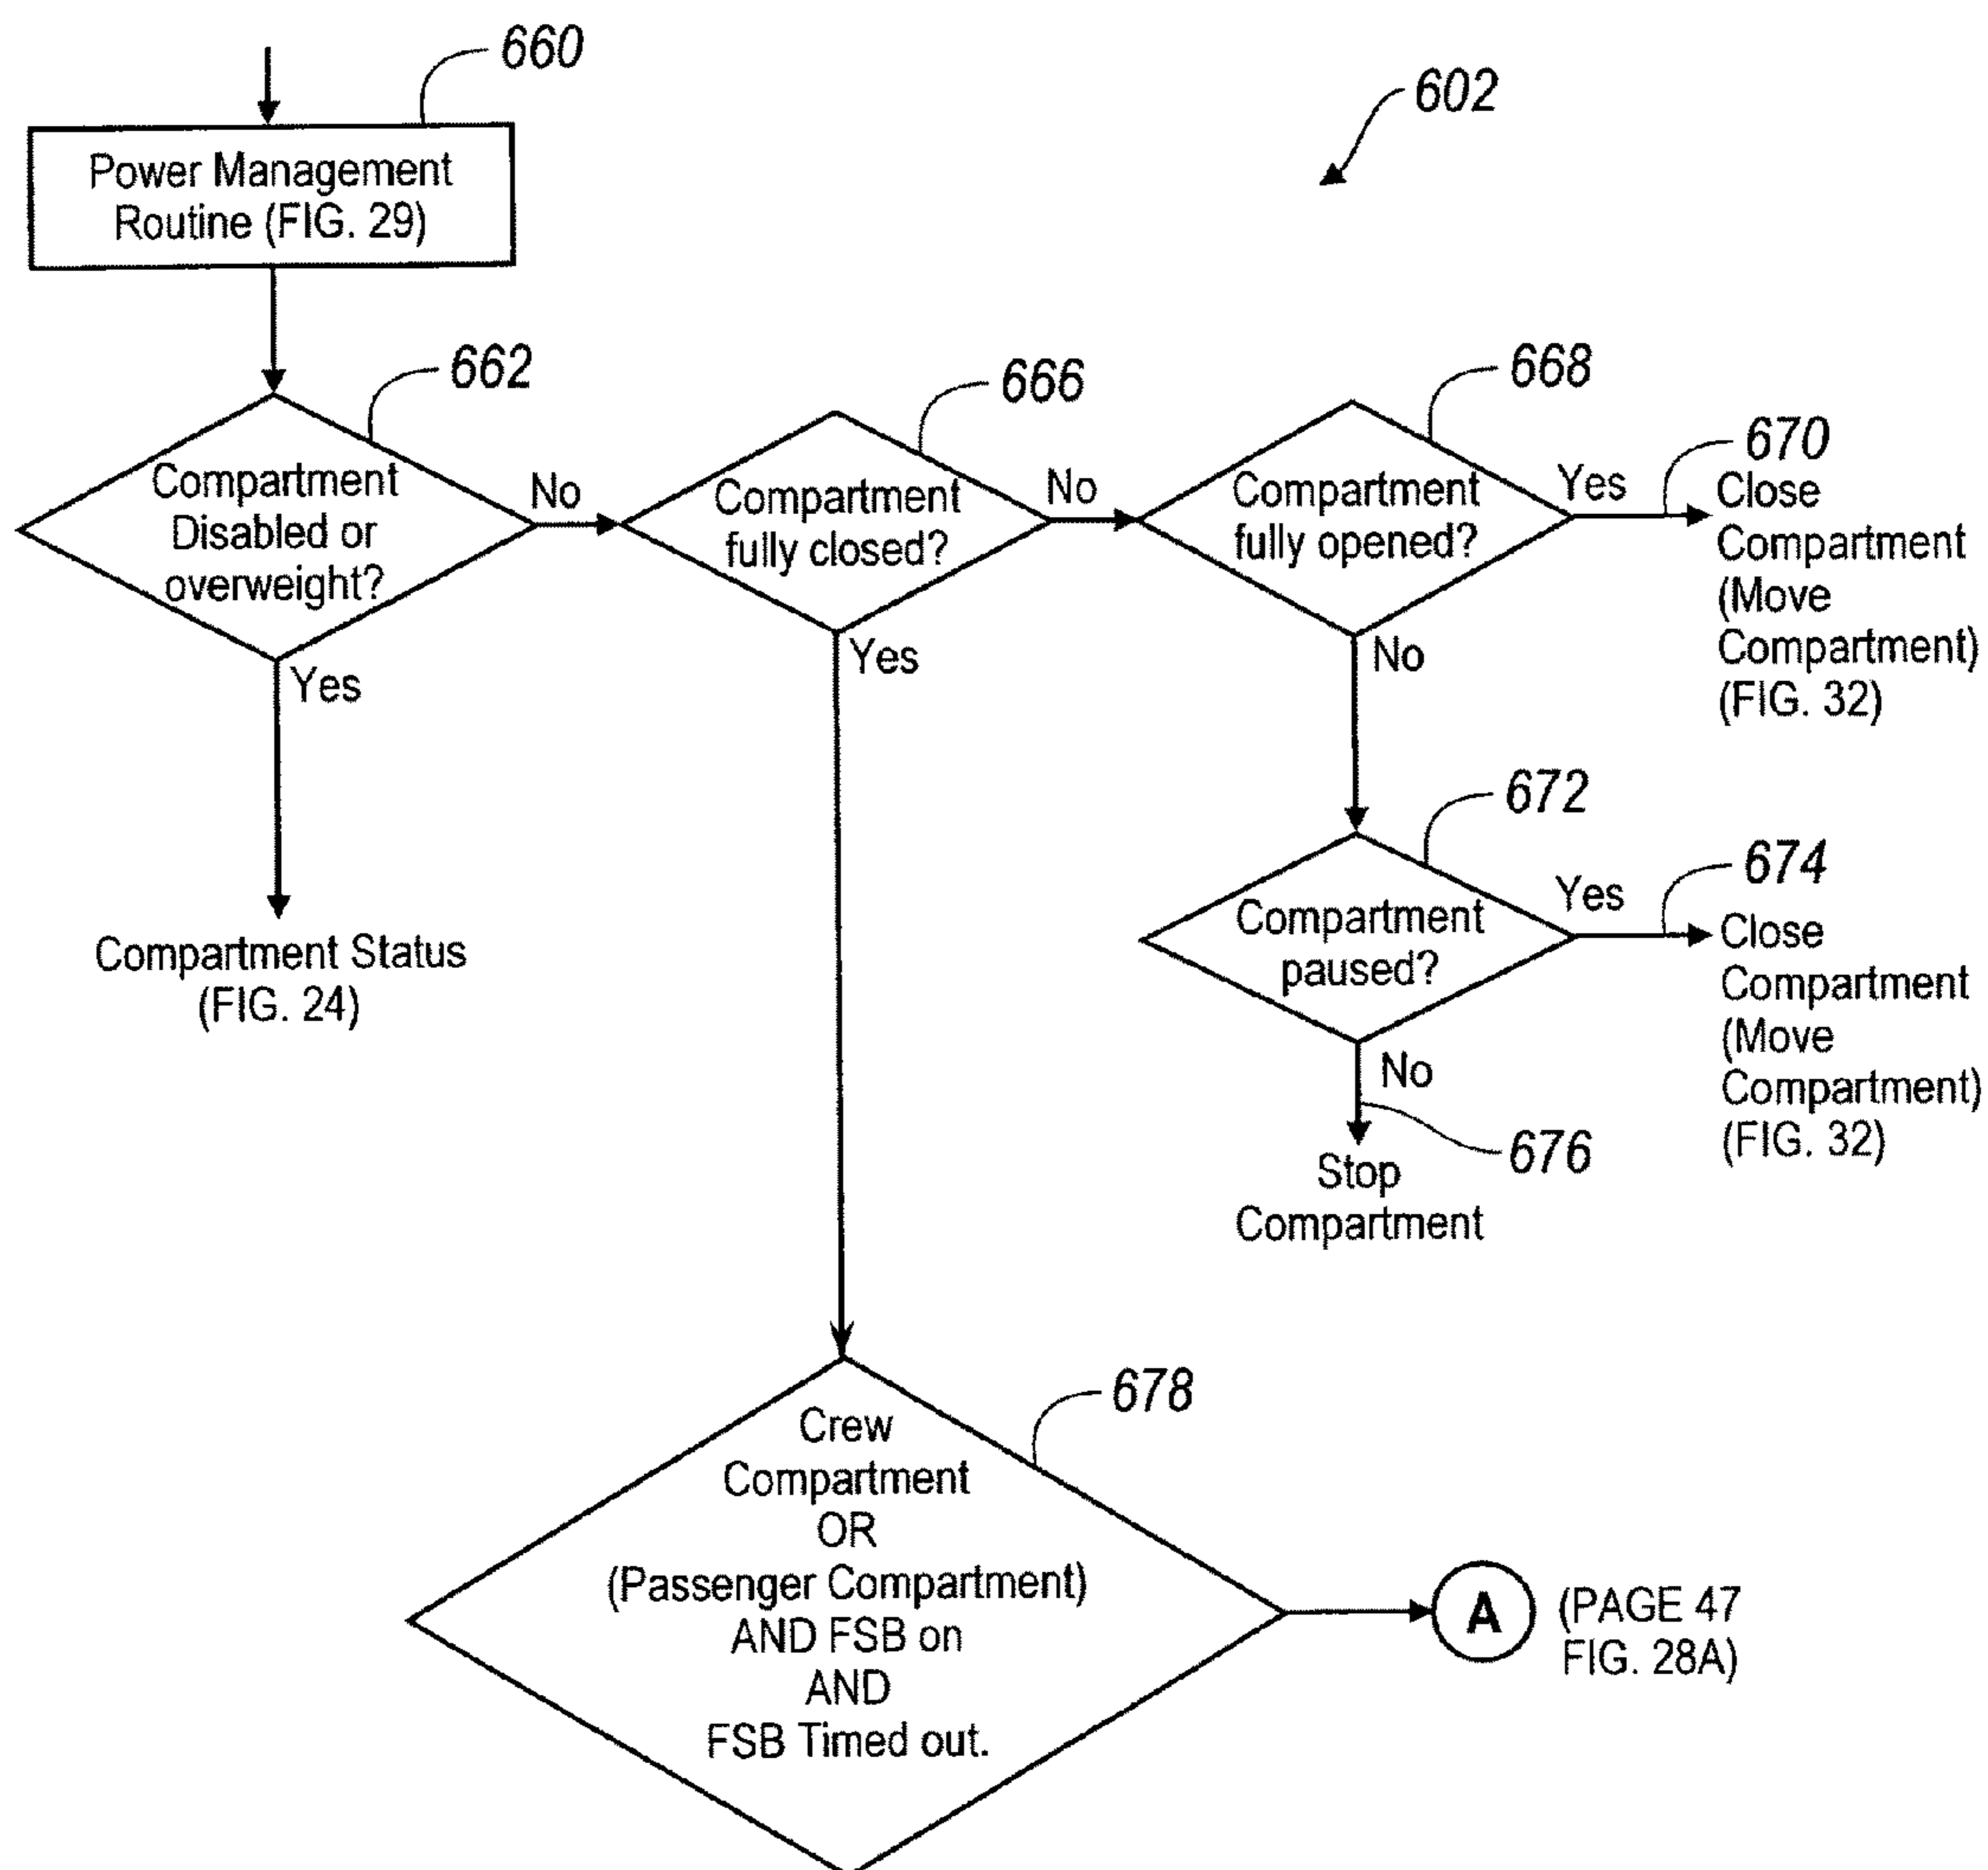 660
602
Power Management
Routine (FIG. 29)
662
666
668
670
Compartment
Disabled or
overweight?
No
Compartment
fully closed?
No
Compartment
fully opened?
Yes
Close
Compartment
(Move
Compartment)
(FIG. 32)
Yes
Yes
No
672
674
Compartment
paused?
Yes
Close
Compartment
(Move
Compartment)
(FIG. 32)
Compartment Status
(FIG. 24)
No
676
Stop
Compartment
678
Crew
Compartment
OR
(Passenger Compartment)
AND FSB on
AND
FSB Timed out.
A
(PAGE 47
FIG. 28A)